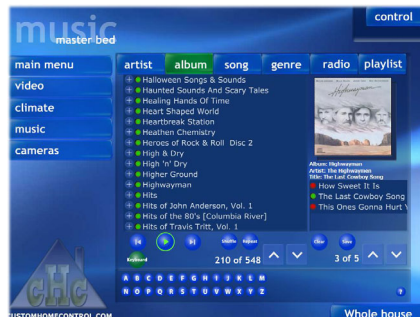 music
control
master bed
main menu
video
climate
music
cameras
artist album song genre radio playlist
Halloween Songs & Sounds
Haunted Sounds And Scary Tales
Healing Hands Of Time
Heart Shaped World
Heartbreak Station
Heathen Chemistry
Heroes of Rock & Roll Disc 2
High & Dry
High 'n' Dry
Higher Ground
Highwayman
Hits
Hits of John Anderson, Vol. 1
Hits of the 80's [Columbia River]
Hits of Travis Tritt, Vol. 1
Highwayman
Album: Highwayman
Artist: The Highwaymen
Title: The Last Cowboy Song
How Sweet It Is
The Last Cowboy Song
This Ones Gonna Hurt Y
Keyboard
Shuffle Repeat
210 of 548
Clear Save
3 of 5
A B C D E F G H I J K L M
N O P Q R S T U V W X Y Z
?
CHC
CUSTOMHOMECONTROL.COM
Whole house